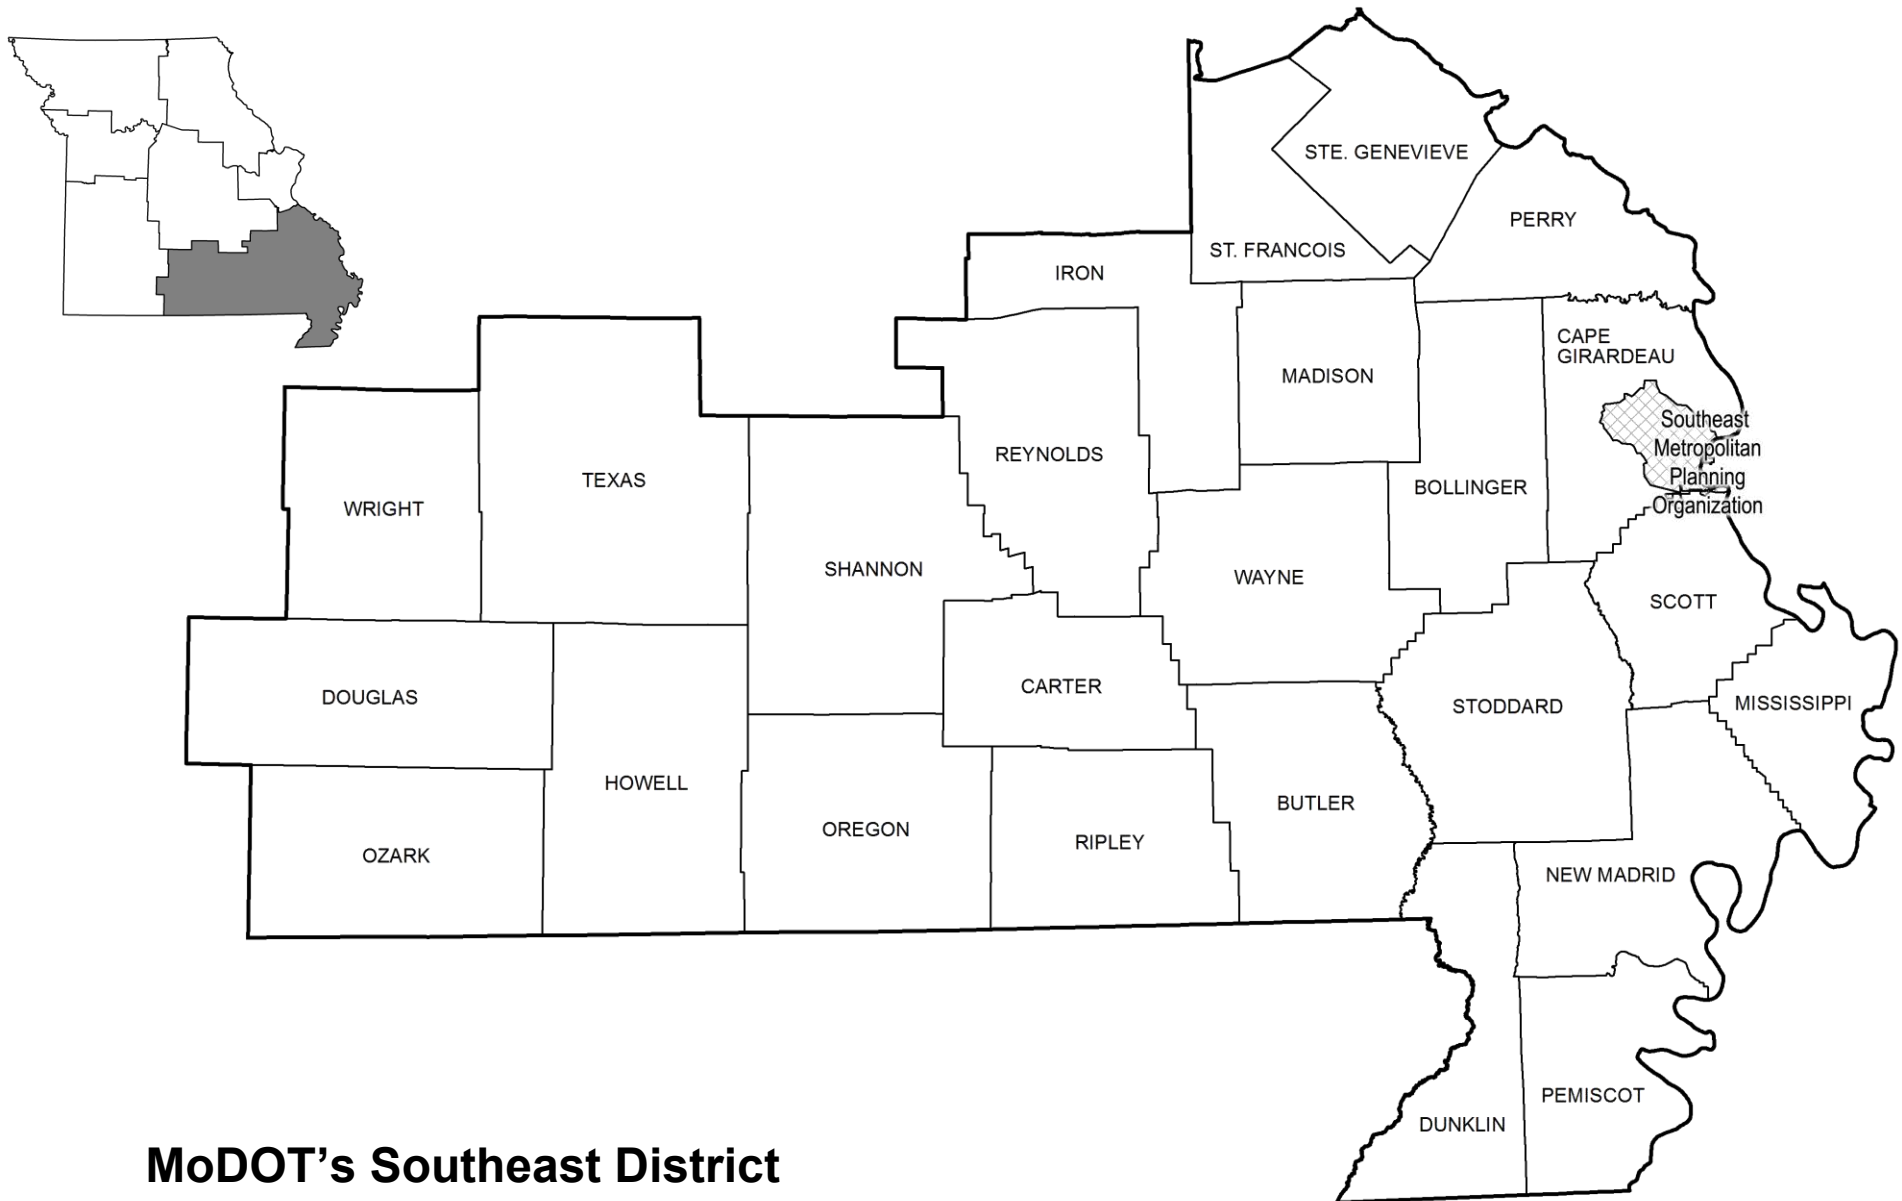 STE. GENEVIEVE
PERRY
ST. FRANCOIS
IRON
CAPE
GIRARDEAU
MADISON
Southeast
Metropolitan
Planning
Organization
REYNOLDS
TEXAS
BOLLINGER
WRIGHT
SHANNON
WAYNE
SCOTT
CARTER
DOUGLAS
MISSISSIPPI
STODDARD
HOWELL
BUTLER
OREGON
RIPLEY
OZARK
NEW MADRID
PEMISCOT
DUNKLIN
MoDOT’s Southeast District